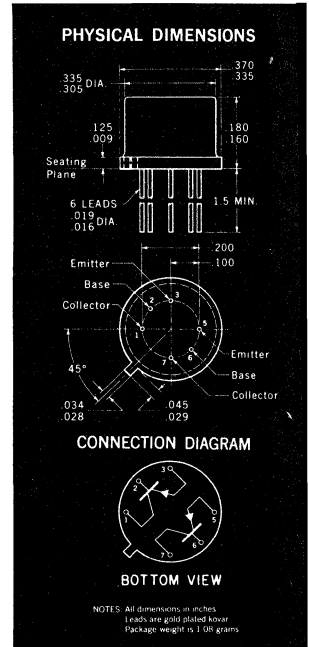 PHYSICAL DIMENSIONS
.370
.335
.335
.305 DIA.
.125
.009
.180
.160
Seating
Plane
6 LEADS
.019
.016 DIA.
1.5 MIN.
.200
.100
Emitter
Base
Collector
1
2
3
5
6
7
Emitter
Base
Collector
45°
.034
.028
.045
.029
CONNECTION DIAGRAM
3
2
1
5
6
7
BOTTOM VIEW
NOTES: All dimensions in inches
Leads are gold plated kovar
Package weight is 1.08 grams